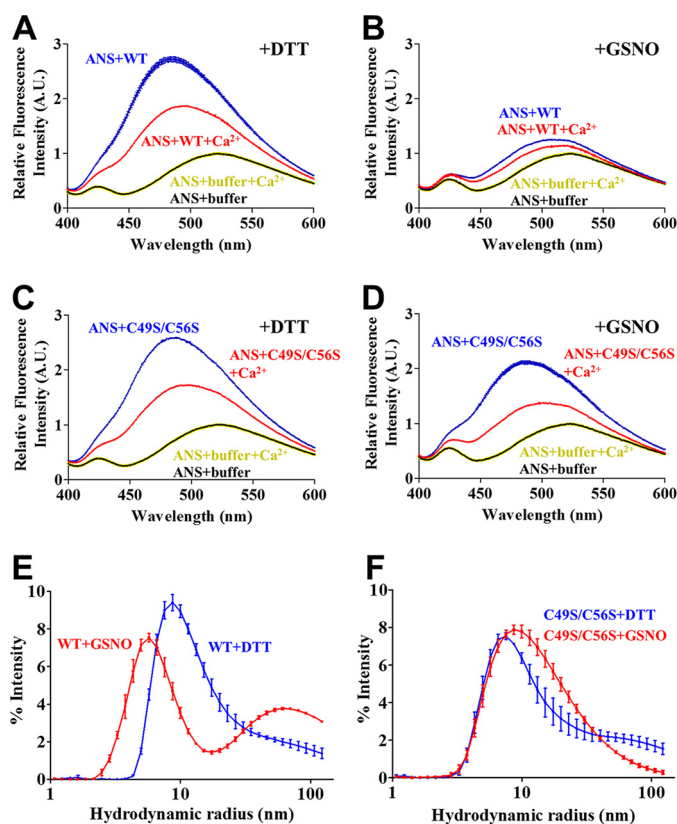 A
+DTT
ANS+WT
ANS+WT+Ca²⁺
ANS+buffer+Ca²⁺
ANS+buffer
Relative Fluorescence
Intensity (A.U.)
3
2
1
0
400 450 500 550 600
Wavelength (nm)
B
+GSNO
ANS+WT
ANS+WT+Ca²⁺
ANS+buffer+Ca²⁺
ANS+buffer
Relative Fluorescence
Intensity (A.U.)
3
2
1
0
400 450 500 550 600
Wavelength (nm)
C
+DTT
ANS+C49S/C56S
ANS+C49S/C56S
+Ca²⁺
ANS+buffer+Ca²⁺
ANS+buffer
Relative Fluorescence
Intensity (A.U.)
3
2
1
0
400 450 500 550 600
Wavelength (nm)
D
+GSNO
ANS+C49S/C56S
ANS+C49S/C56S
+Ca²⁺
ANS+buffer+Ca²⁺
ANS+buffer
Relative Fluorescence
Intensity (A.U.)
3
2
1
0
400 450 500 550 600
Wavelength (nm)
E
WT+GSNO
WT+DTT
% Intensity
10
8
6
4
2
0
1 10 100
Hydrodynamic radius (nm)
F
C49S/C56S+DTT
C49S/C56S+GSNO
% Intensity
10
8
6
4
2
0
1 10 100
Hydrodynamic radius (nm)